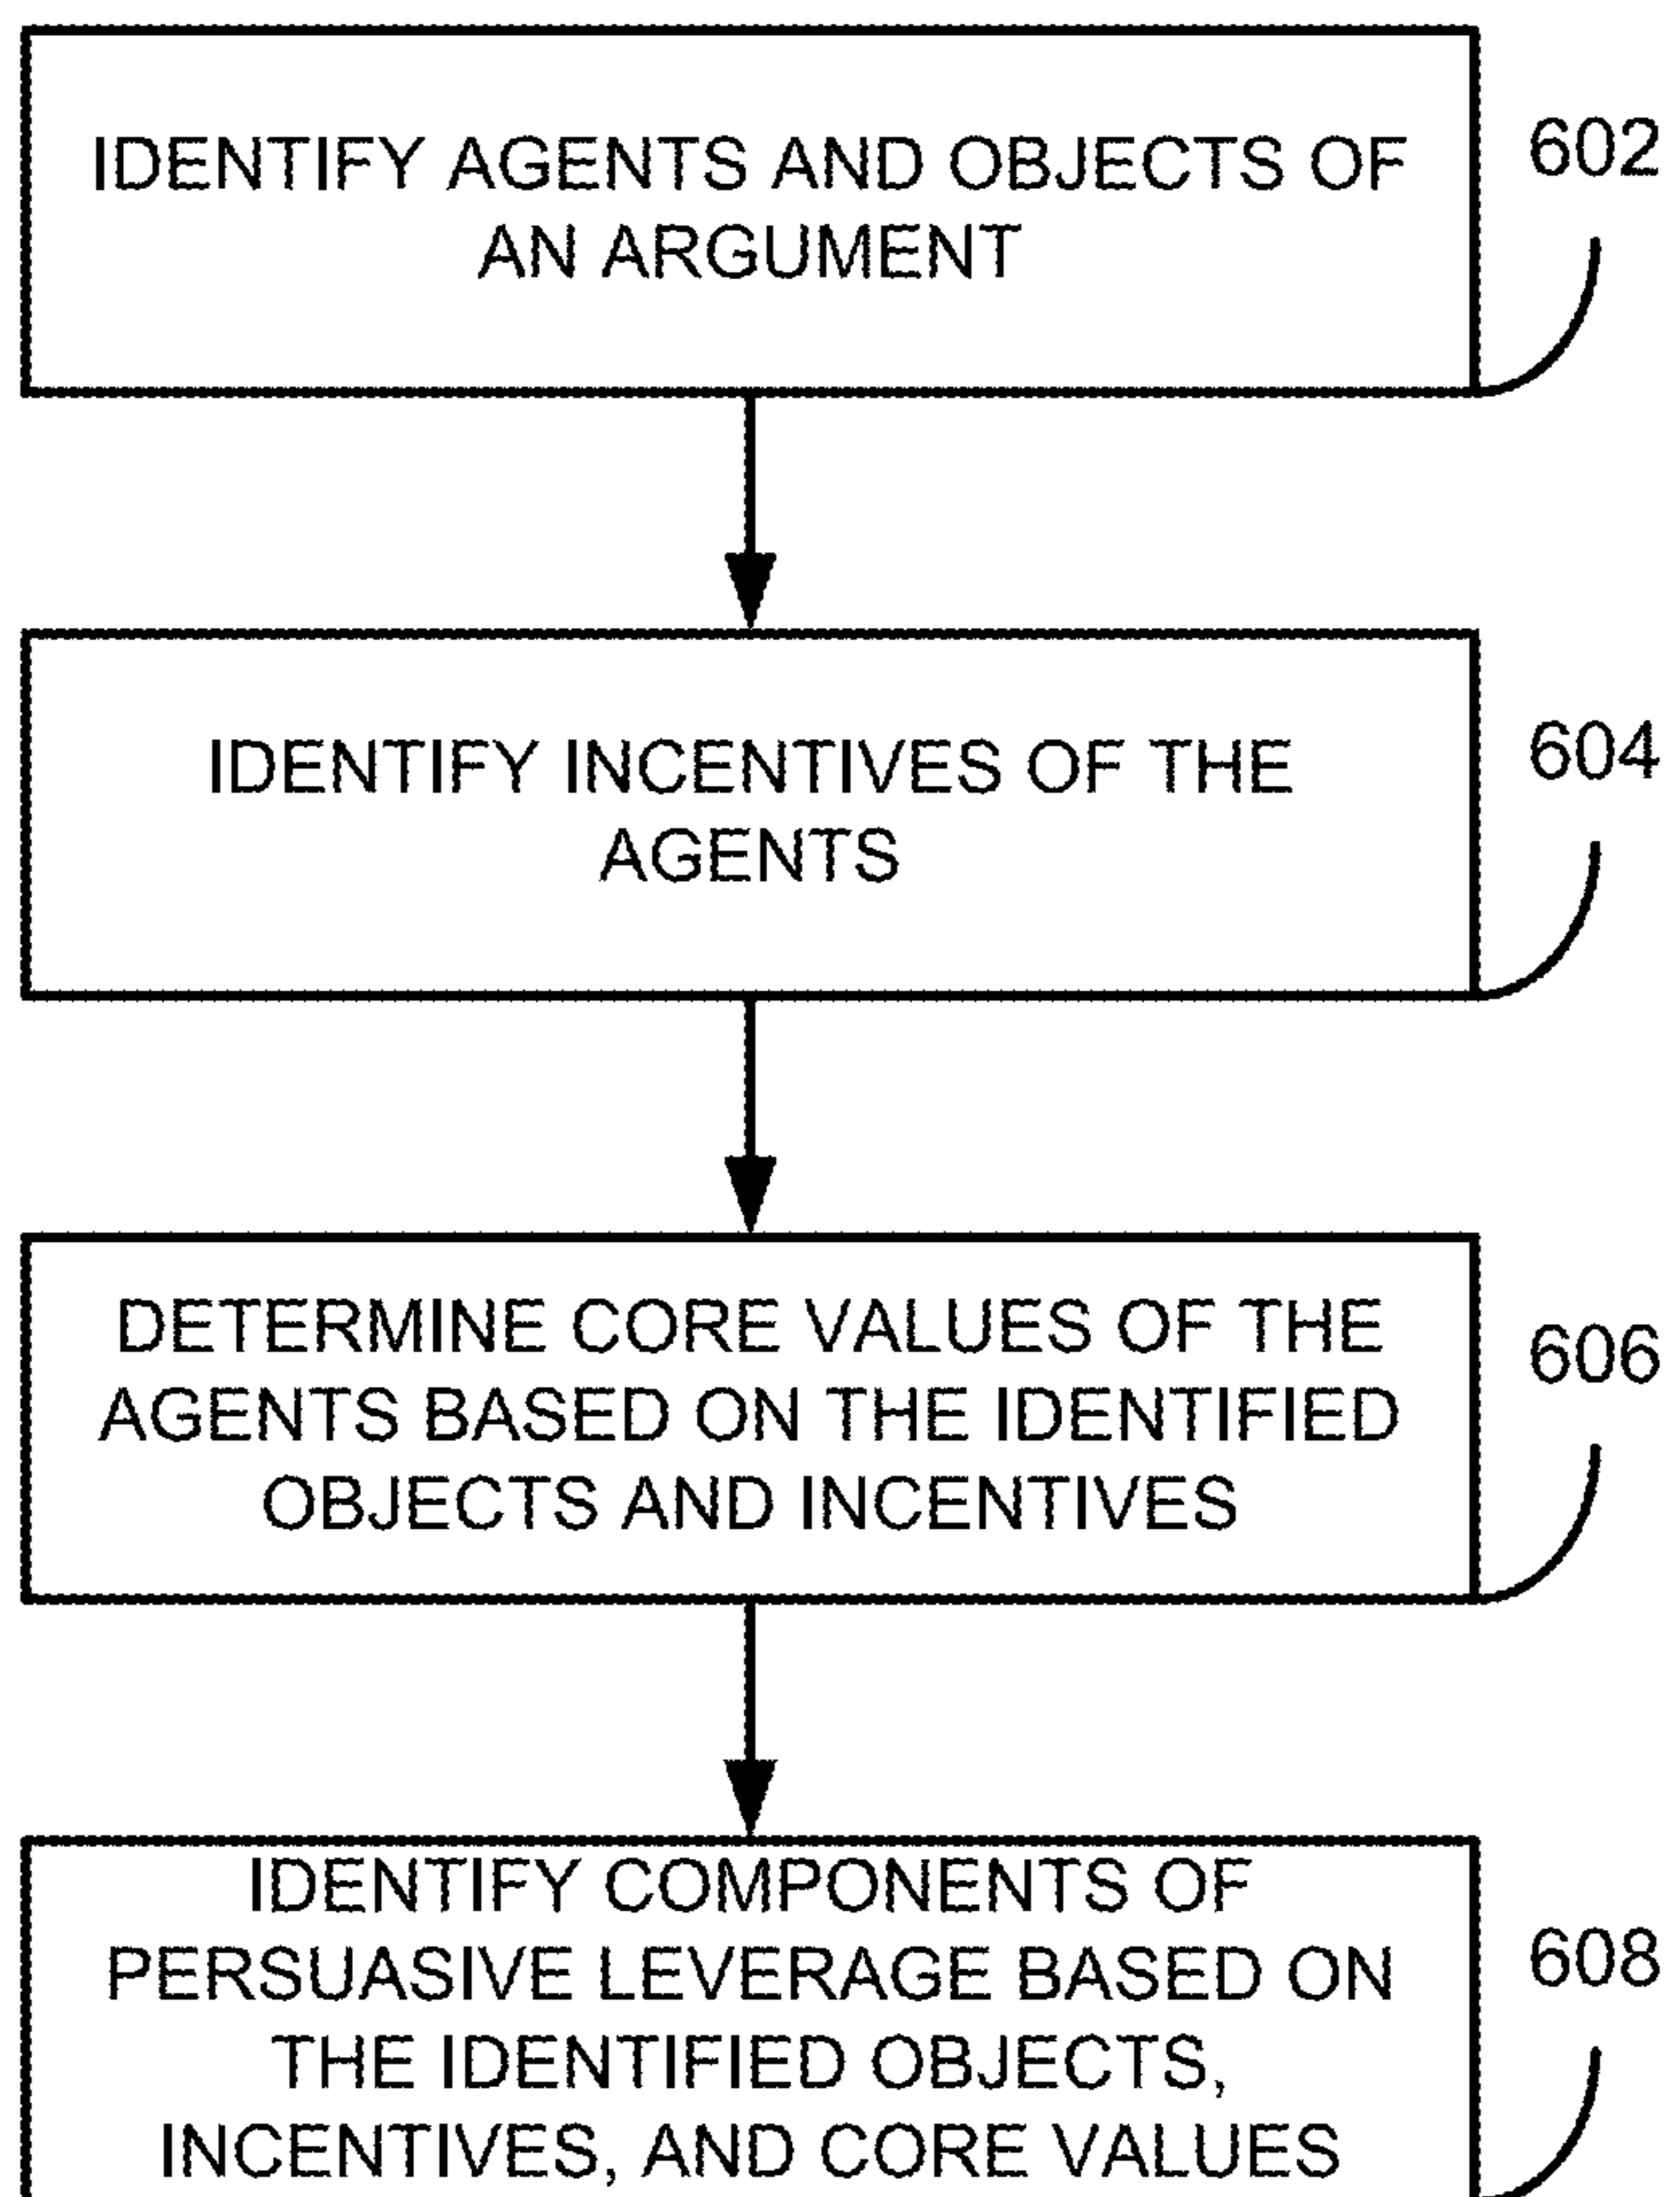 IDENTIFY AGENTS AND OBJECTS OF
AN ARGUMENT
602
IDENTIFY INCENTIVES OF THE
AGENTS
604
DETERMINE CORE VALUES OF THE
AGENTS BASED ON THE IDENTIFIED
OBJECTS AND INCENTIVES
606
IDENTIFY COMPONENTS OF
PERSUASIVE LEVERAGE BASED ON
THE IDENTIFIED OBJECTS,
INCENTIVES, AND CORE VALUES
608